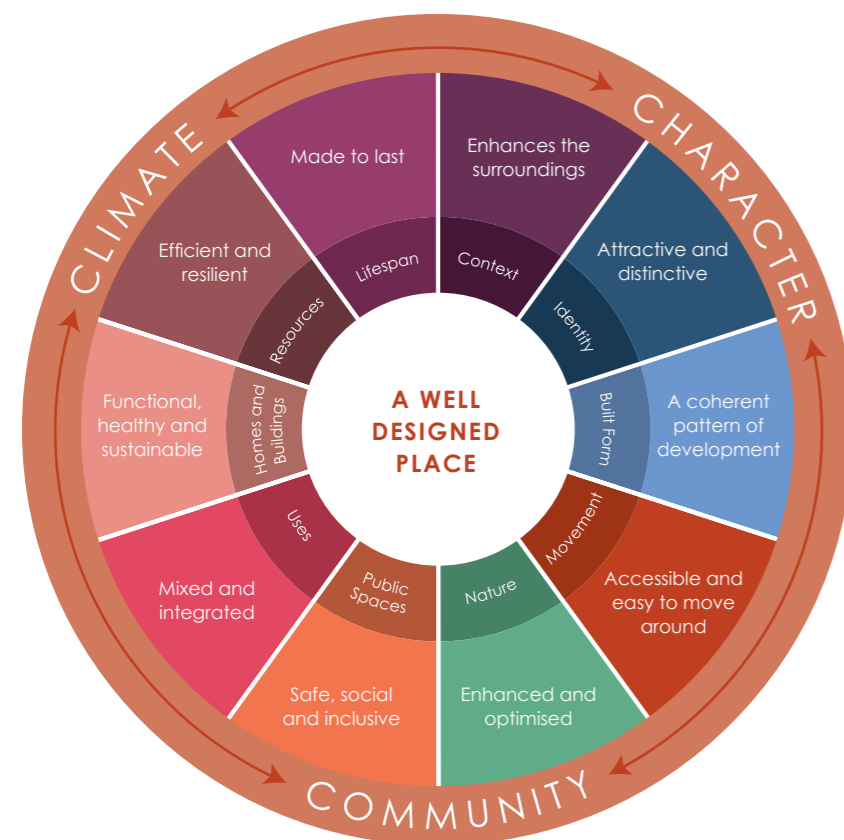 CLIMATE
CHARACTER
COMMUNITY
A WELL
DESIGNED
PLACE
Enhances the
surroundings
Context
Attractive and
distinctive
Identity
A coherent
pattern of
development
Built Form
Accessible and
easy to move
around
Movement
Enhanced and
optimised
Nature
Safe, social
and inclusive
Public
Spaces
Mixed and
integrated
Uses
Functional,
healthy and
sustainable
Homes and
Buildings
Efficient and
resilient
Resources
Made to last
Lifespan